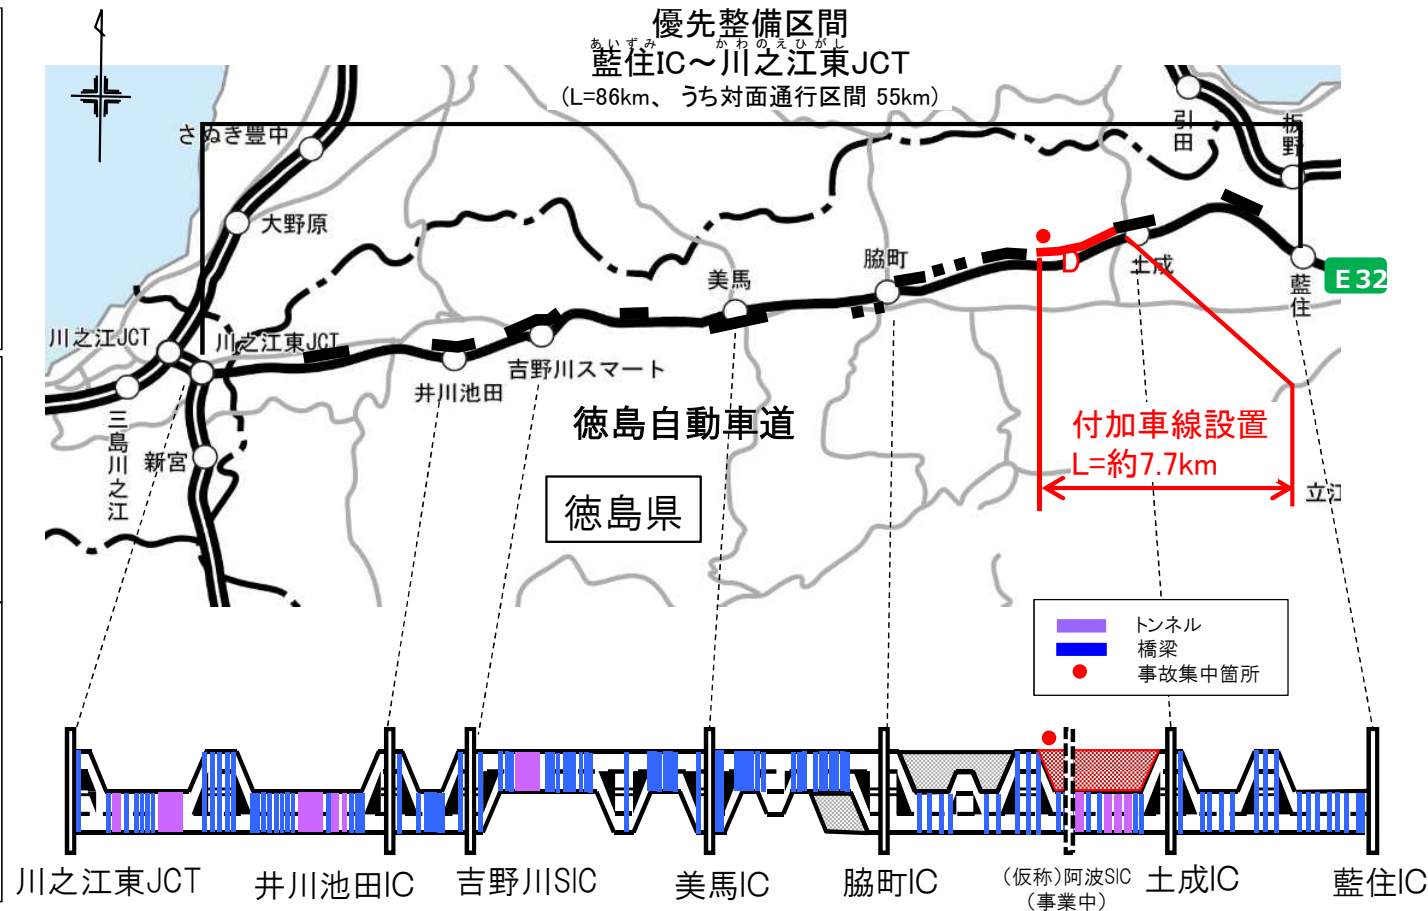 優先整備区間
あいずみ かわのえひがし
藍住IC～川之江東JCT
(L=86km、うち対面通行区間 55km)
さぬき豊中
引田
板野
大野原
脇町
土成
美馬
藍住
E32
D
川之江JCT
川之江東JCT
吉野川スマート
井川池田
徳島自動車道
付加車線設置
L=約7.7km
三島川之江
新宮
徳島県
立江
トンネル
橋梁
事故集中箇所
川之江東JCT
井川池田IC
吉野川SIC
美馬IC
脇町IC
(仮称)阿波SIC
(事業中)
土成IC
藍住IC